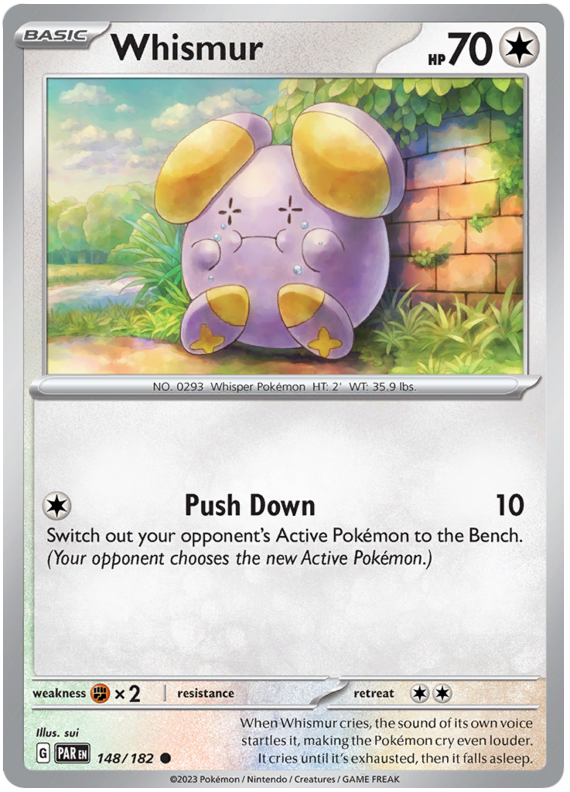 BASIC Whismur HP 70
NO. 0293 Whisper Pokémon HT: 2' WT: 35.9 lbs.
Push Down 10
Switch out your opponent's Active Pokémon to the Bench.
(Your opponent chooses the new Active Pokémon.)
weakness ×2 resistance retreat
Illus. sui
G PAR EN 148/182
When Whismur cries, the sound of its own voice
startles it, making the Pokémon cry even louder.
It cries until it's exhausted, then it falls asleep.
©2023 Pokémon / Nintendo / Creatures / GAME FREAK